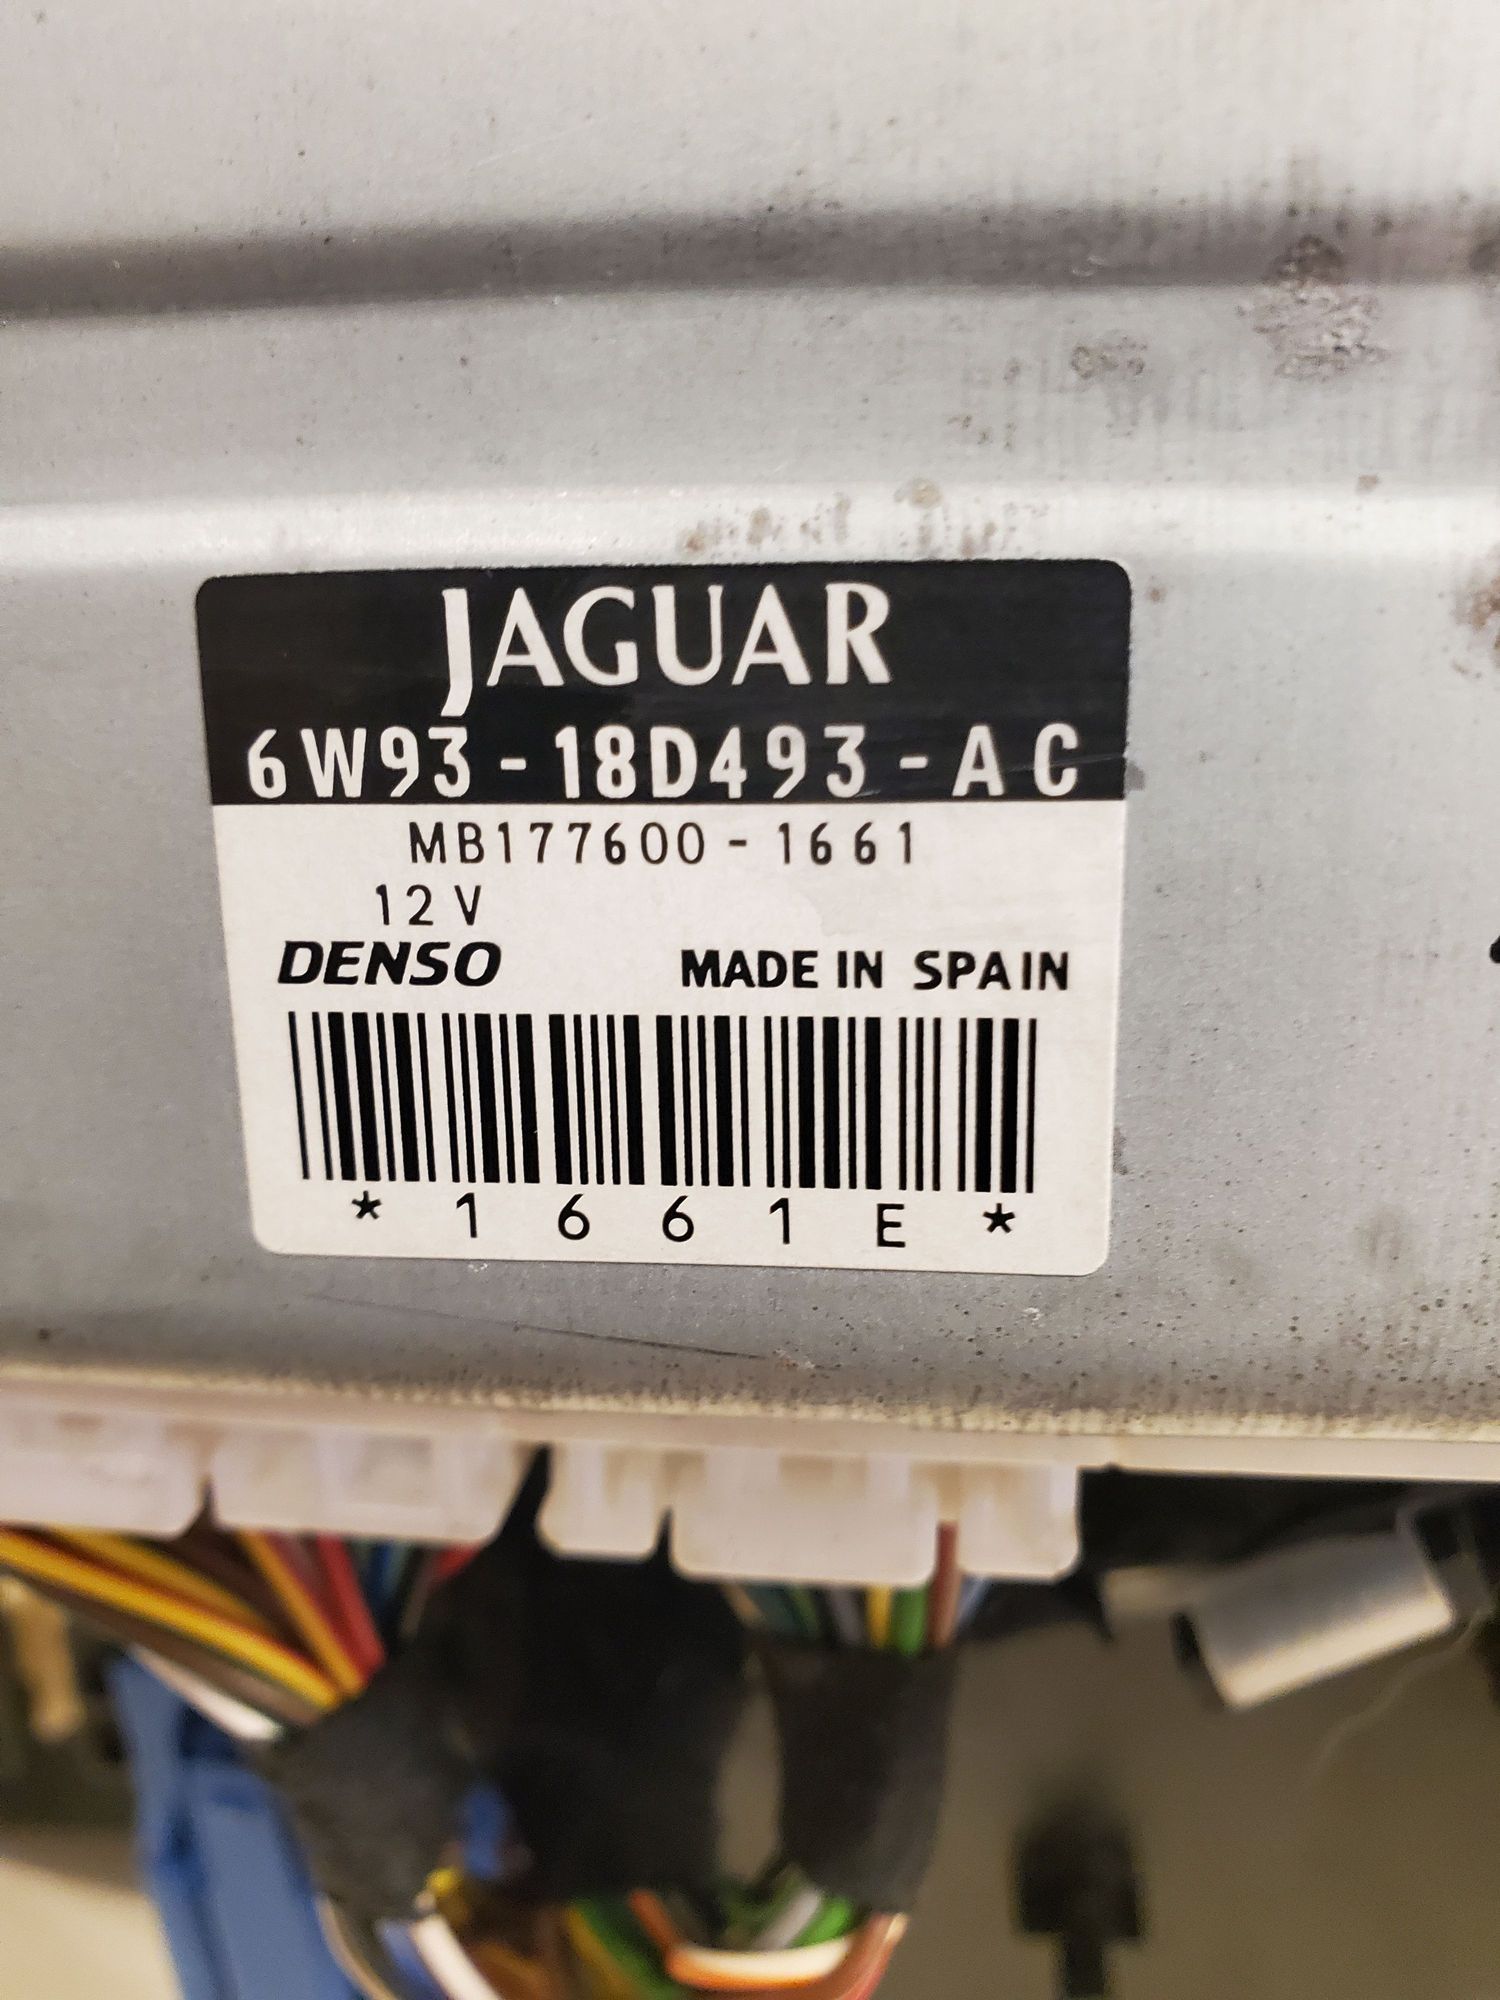 JAGUAR
6W93-18D493-AC
MB177600-1661
12V
DENSO MADE IN SPAIN
*1661E*